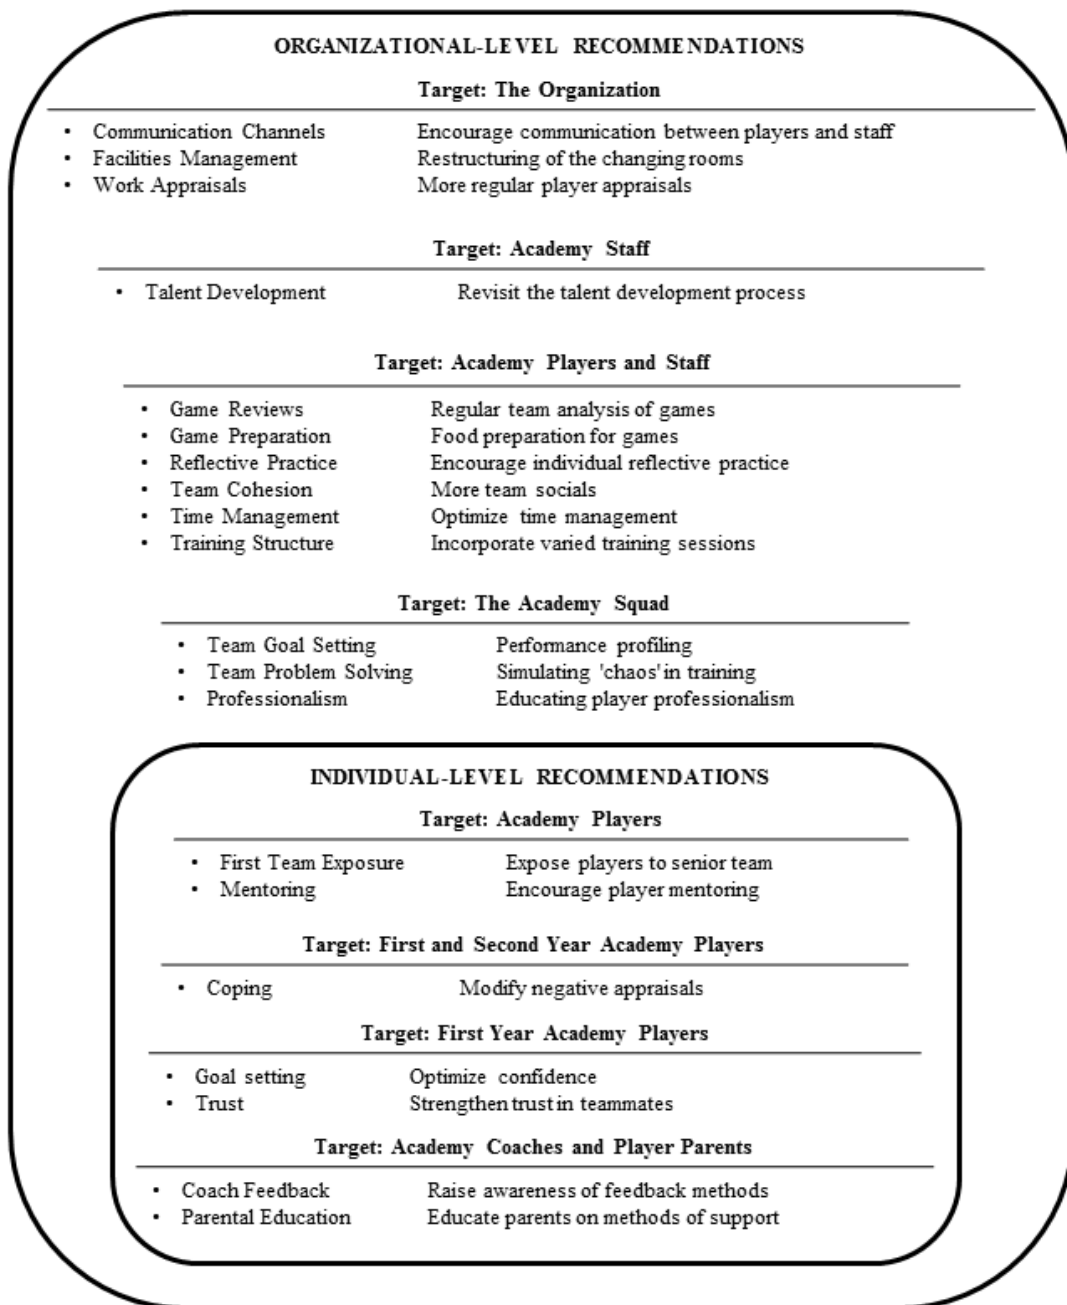 ORGANIZATIONAL-LEVEL RECOMMENDATIONS
Target: The Organization
• Communication Channels Encourage communication between players and staff
• Facilities Management Restructuring of the changing rooms
• Work Appraisals More regular player appraisals
Target: Academy Staff
• Talent Development Revisit the talent development process
Target: Academy Players and Staff
• Game Reviews Regular team analysis of games
• Game Preparation Food preparation for games
• Reflective Practice Encourage individual reflective practice
• Team Cohesion More team socials
• Time Management Optimize time management
• Training Structure Incorporate varied training sessions
Target: The Academy Squad
• Team Goal Setting Performance profiling
• Team Problem Solving Simulating 'chaos' in training
• Professionalism Educating player professionalism
INDIVIDUAL-LEVEL RECOMMENDATIONS
Target: Academy Players
• First Team Exposure Expose players to senior team
• Mentoring Encourage player mentoring
Target: First and Second Year Academy Players
• Coping Modify negative appraisals
Target: First Year Academy Players
• Goal setting Optimize confidence
• Trust Strengthen trust in teammates
Target: Academy Coaches and Player Parents
• Coach Feedback Raise awareness of feedback methods
• Parental Education Educate parents on methods of support